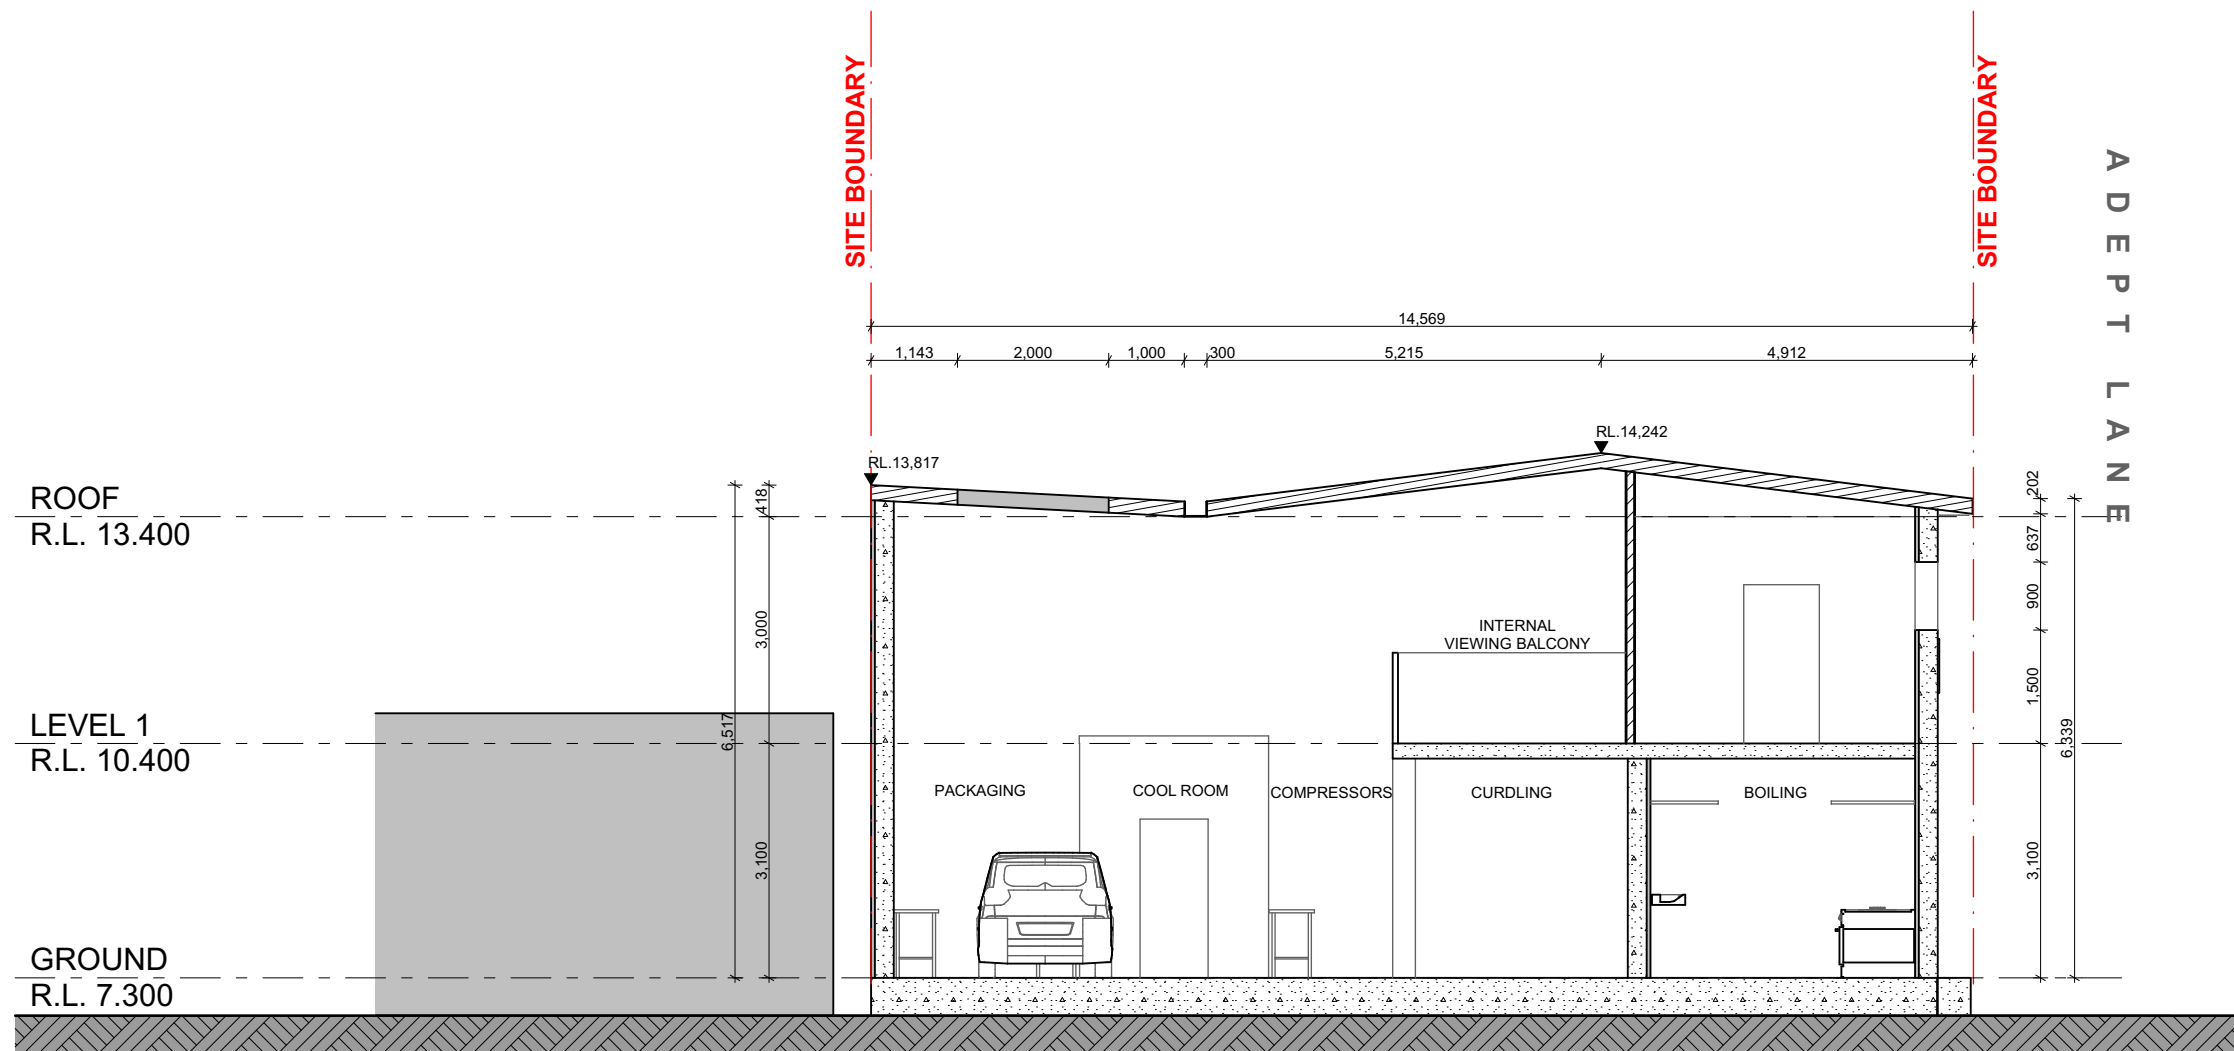 SITE BOUNDARY
SITE BOUNDARY
ADEPT LANE
14,569
1,143
2,000
1,000
300
5,215
4,912
RL.14,242
RL.13,817
ROOF
R.L. 13.400
418
202
637
3,000
900
INTERNAL
VIEWING BALCONY
1,500
LEVEL 1
R.L. 10.400
6,517
6,339
PACKAGING
COOL ROOM
COMPRESSORS
CURDLING
BOILING
3,100
3,100
GROUND
R.L. 7.300